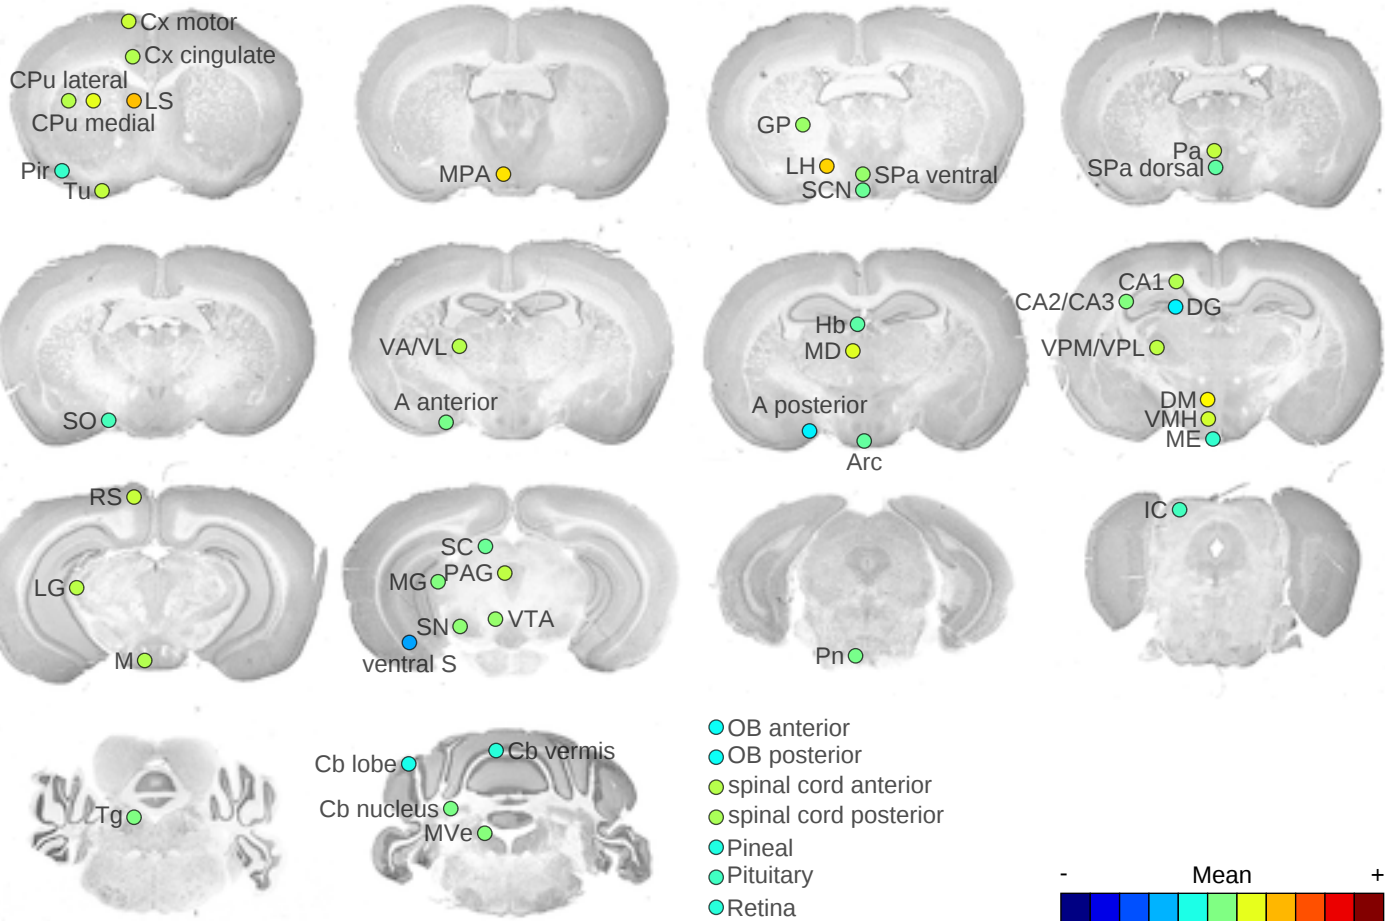 Cx motor
Cx cingulate
CPu lateral
LS
CPu medial
Pir
Tu
MPA
GP
LH
SPa ventral
SCN
Pa
SPa dorsal
SO
VA/VL
A anterior
Hb
MD
A posterior
Arc
CA1
CA2/CA3
DG
VPM/VPL
DM
VMH
ME
RS
LG
M
SC
MG
PAG
SN
VTA
ventral S
Pn
IC
Tg
Cb lobe
Cb vermis
Cb nucleus
MVe
OB anterior
OB posterior
spinal cord anterior
spinal cord posterior
Pineal
Pituitary
Retina
- Mean +